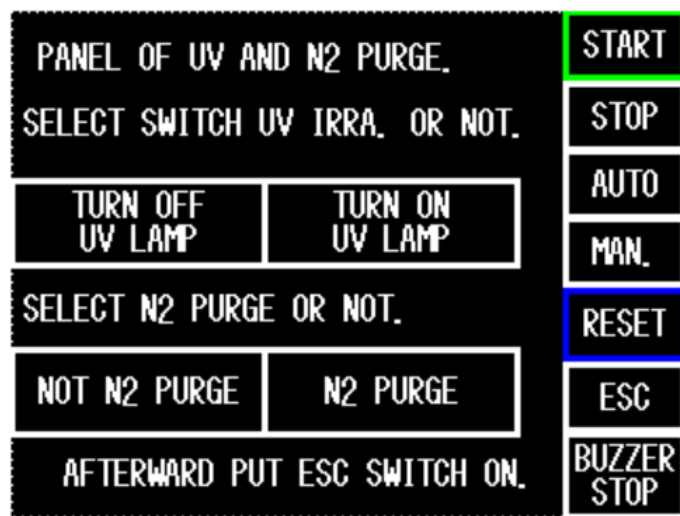 PANEL OF UV AND N2 PURGE.
SELECT SWITCH UV IRRA. OR NOT.
TURN OFF
UV LAMP
TURN ON
UV LAMP
SELECT N2 PURGE OR NOT.
NOT N2 PURGE
N2 PURGE
AFTERWARD PUT ESC SWITCH ON.
START
STOP
AUTO
MAN.
RESET
ESC
BUZZER
STOP